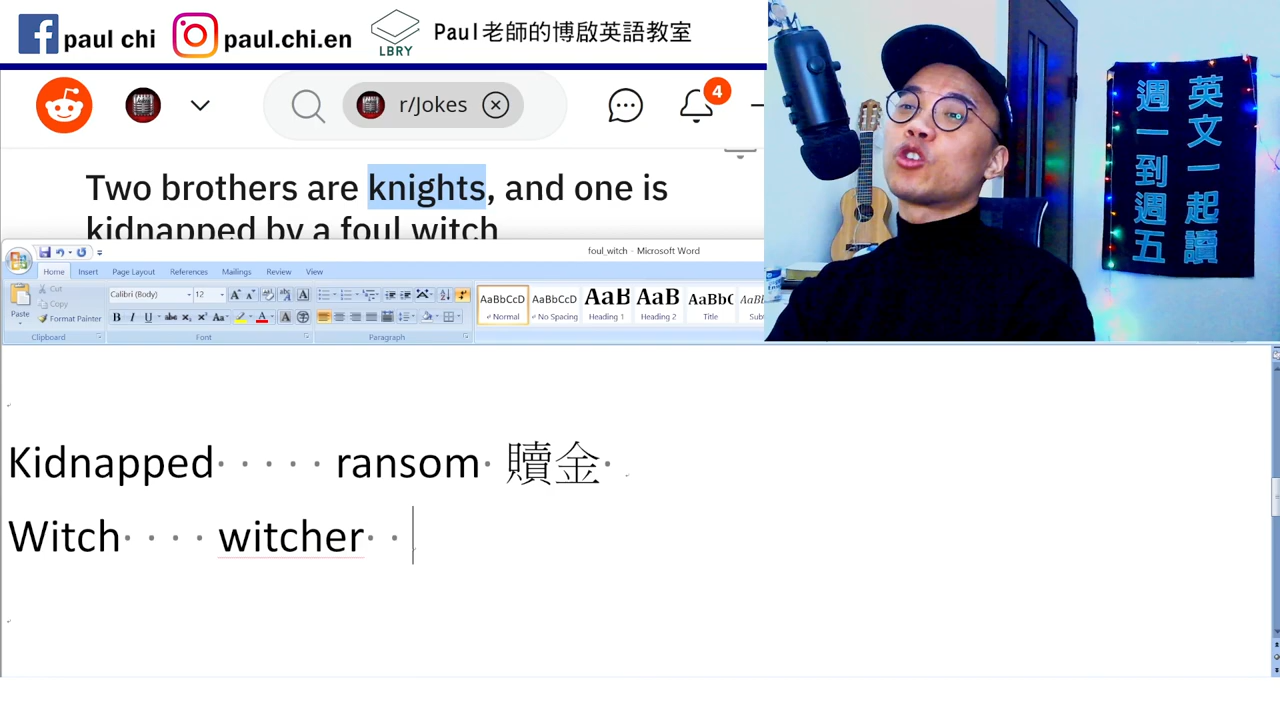 paul chi
paul.chi.en
LBRY
Paul老師的博啟英語教室
r/Jokes
4
Two brothers are knights, and one is
kidnapped by a foul witch
foul_witch - Microsoft Word
Home Insert Page Layout References Mailings Review View
Paste
Cut
Copy
Format Painter
Clipboard
Calibri (Body) 12
Font
Paragraph
AaBbCcD AaBbCcD AaBb AaBb AaBbC AaBb
Normal No Spacing Heading 1 Heading 2 Title
Kidnapped ransom 贖金
Witch witcher
英文一起讀
週一到週五